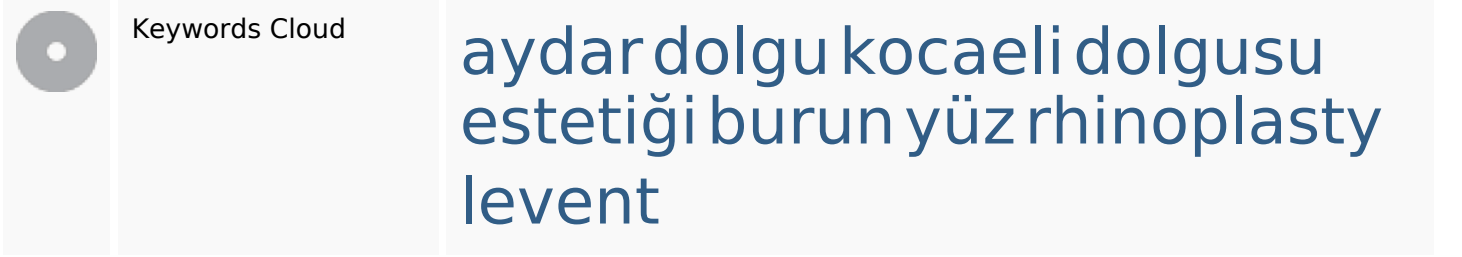 Keywords Cloud
aydar dolgu kocaeli dolgusu
estetiği burun yüz rhinoplasty
levent